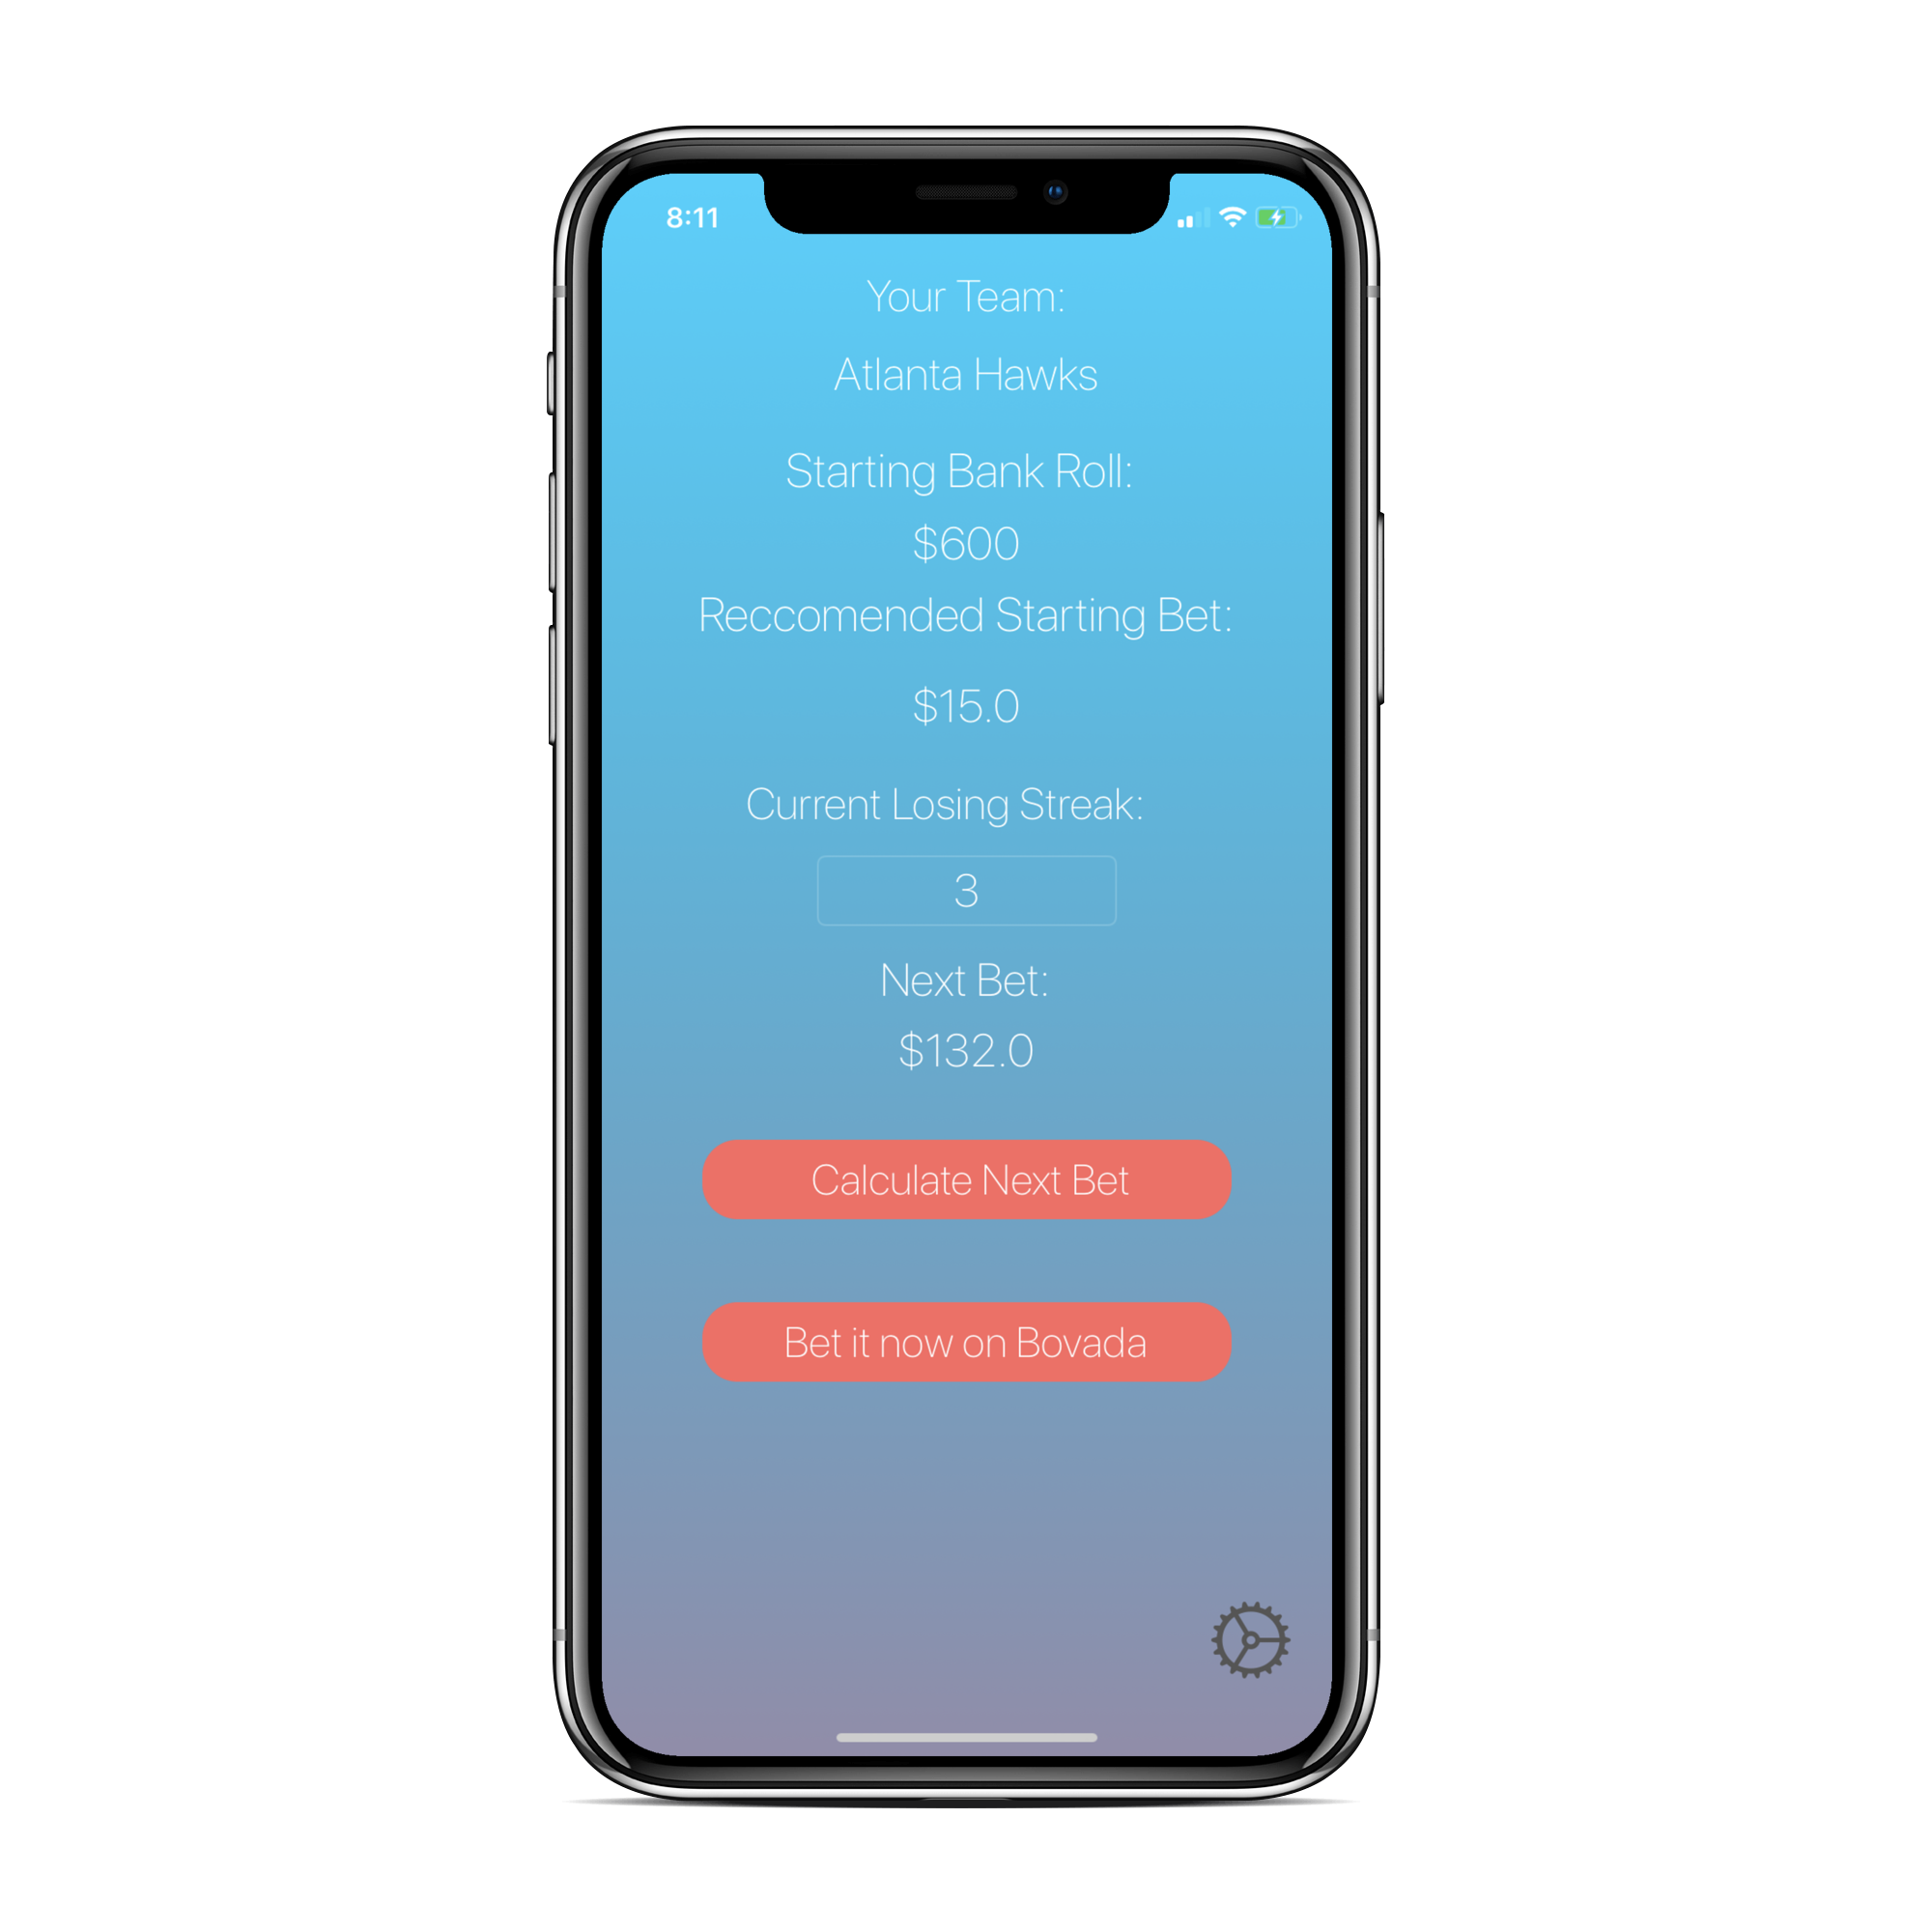 8:11
Your Team:
Atlanta Hawks
Starting Bank Roll:
$600
Reccomended Starting Bet:
$15.0
Current Losing Streak:
3
Next Bet:
$132.0
Calculate Next Bet
Bet it now on Bovada